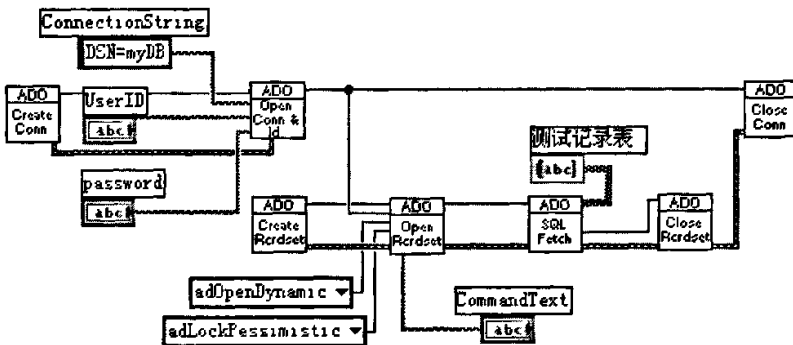 ConnectionString
DSN=myDB
ADO
Create
Conn
UserID
abc
ADO
Open
Conn &
ld
ADO
Close
Conn
测试记录表
[abc]
password
abc
ADO
Create
Rcrdset
ADO
Open
Rcrdset
ADO
SQL
Fetch
ADO
Close
Rcrdset
adOpenDynamic
adLockPessimistic
CommandText
abc